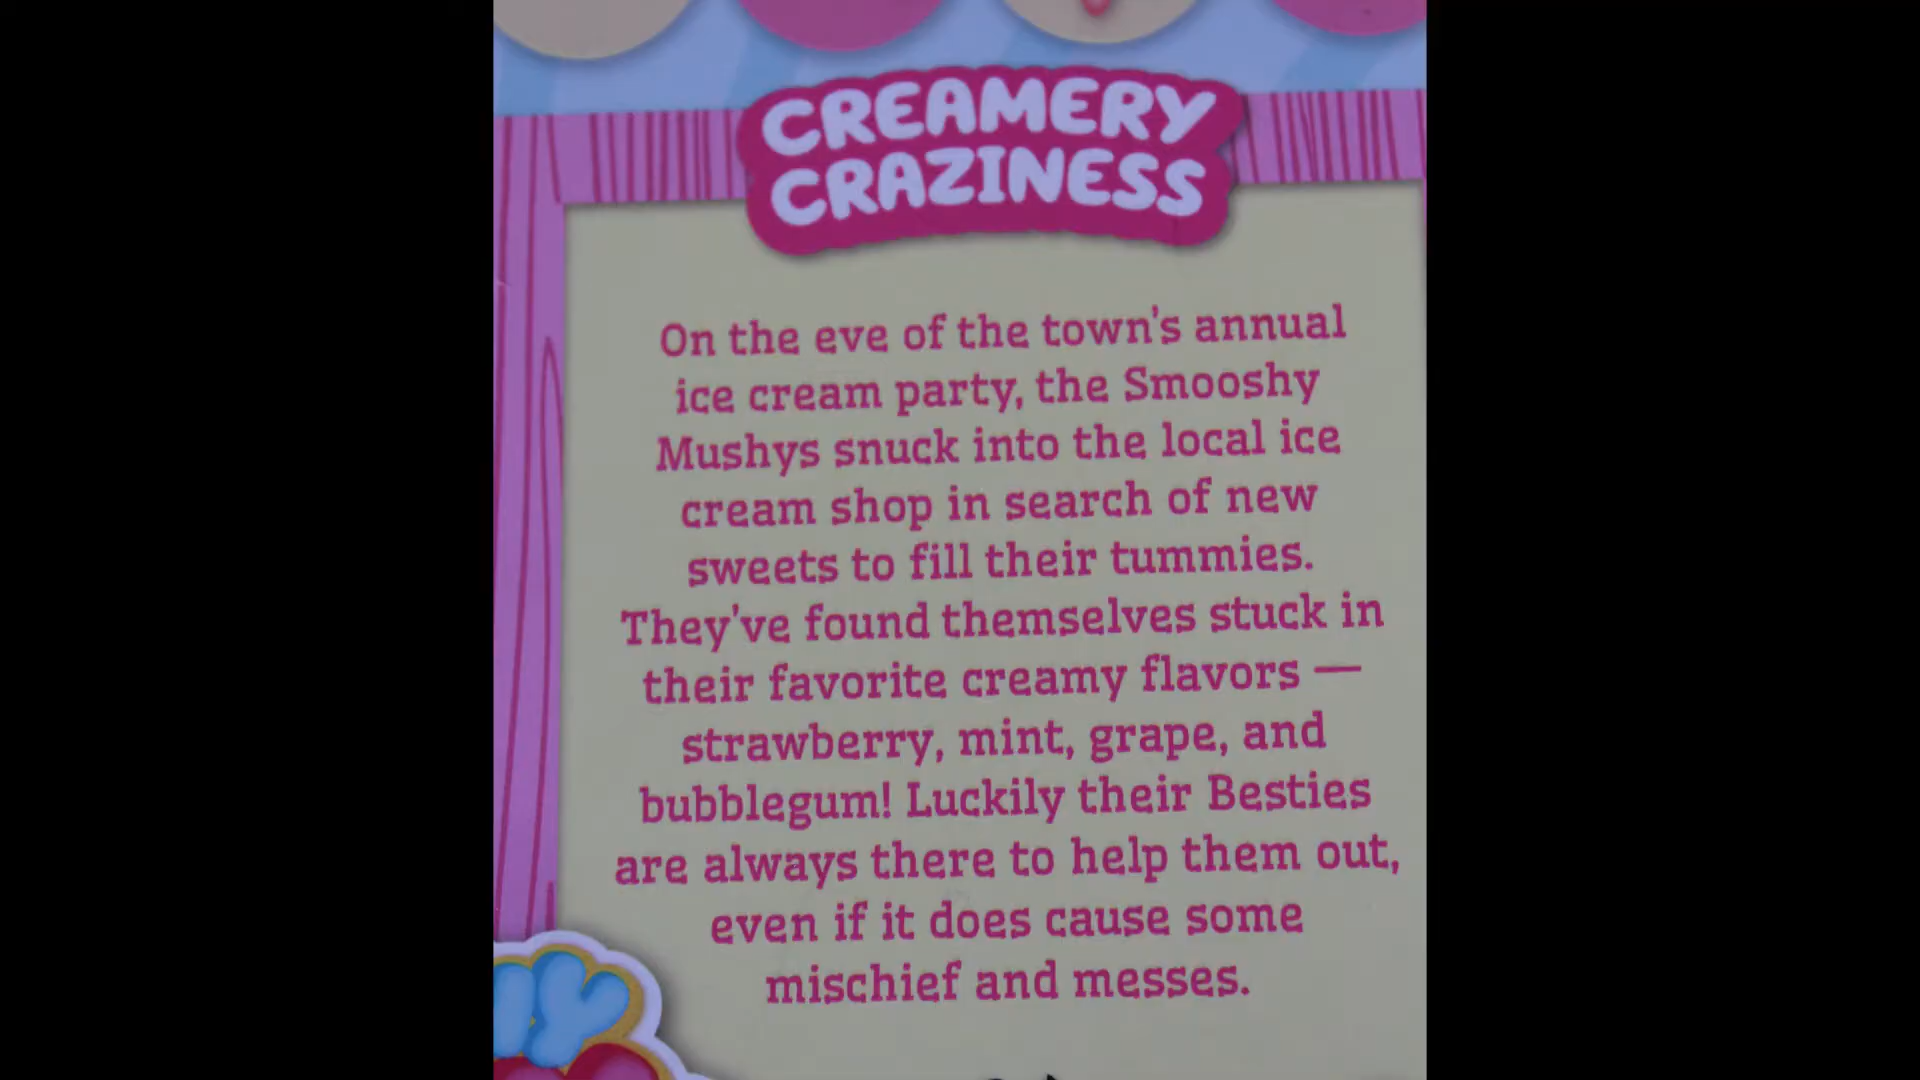 CREAMERY
CRAZINESS
On the eve of the town's annual
ice cream party, the Smooshy
Mushys snuck into the local ice
cream shop in search of new
sweets to fill their tummies.
They've found themselves stuck in
their favorite creamy flavors —
strawberry, mint, grape, and
bubblegum! Luckily their Besties
are always there to help them out,
even if it does cause some
mischief and messes.